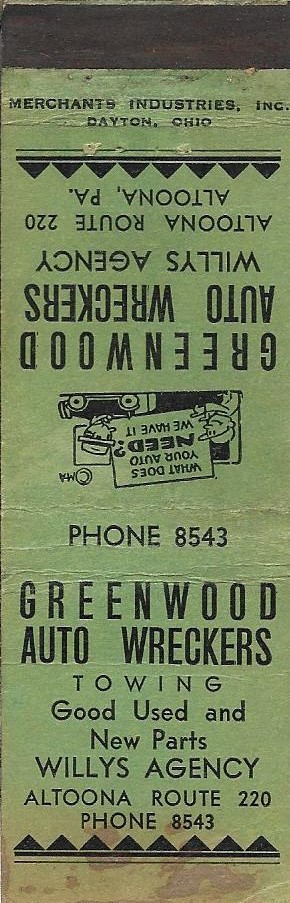 MERCHANTS INDUSTRIES, INC.
DAYTON, OHIO
GREENWOOD
AUTO WRECKERS
WILLYS AGENCY
ALTOONA ROUTE 220
ALTOONA, PA.
WHAT DOES
YOUR AUTO
NEED?
WE HAVE IT
©MA
PHONE 8543
GREENWOOD
AUTO WRECKERS
TOWING
Good Used and
New Parts
WILLYS AGENCY
ALTOONA ROUTE 220
PHONE 8543